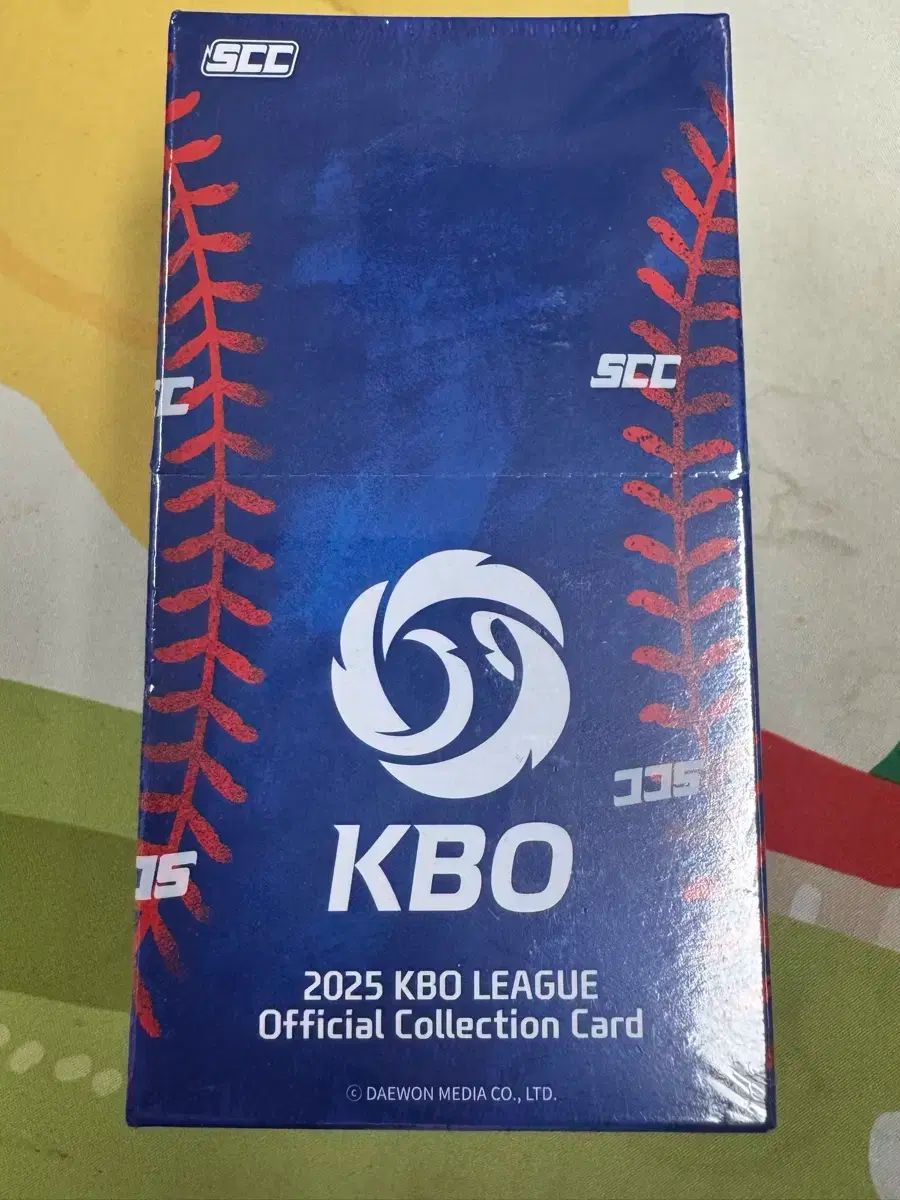 SCC
SCC
KBO
2025 KBO LEAGUE
Official Collection Card
© DAEWON MEDIA CO., LTD.